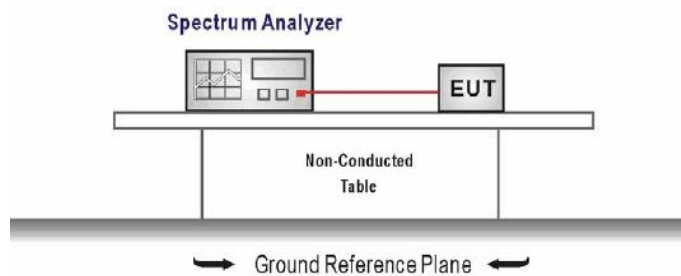 Spectrum Analyzer
EUT
Non-Conducted
Table
Ground Reference Plane